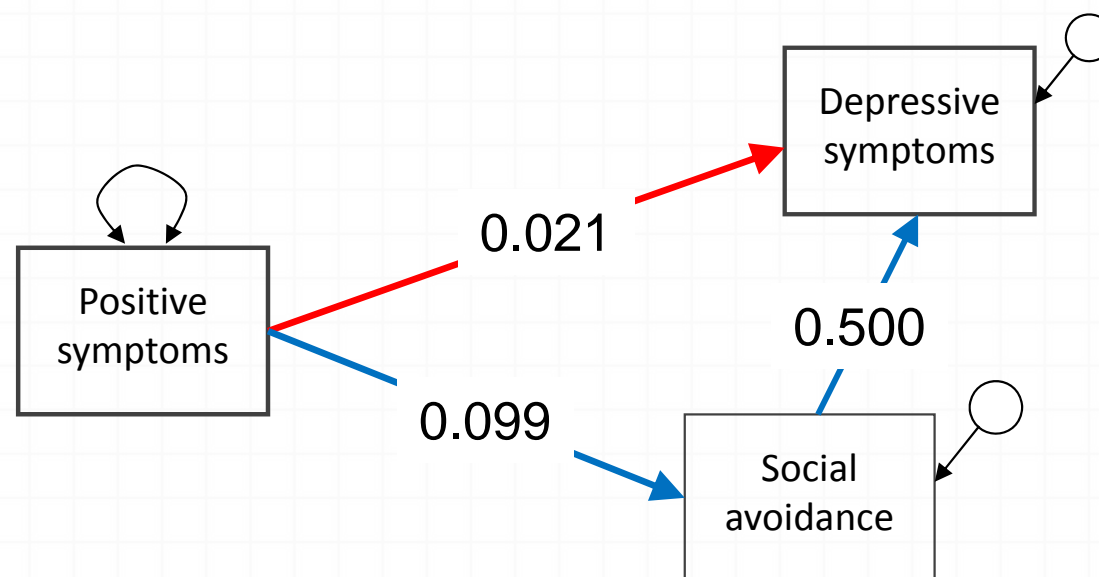 Depressive
symptoms
0.021
Positive
symptoms
0.500
0.099
Social
avoidance